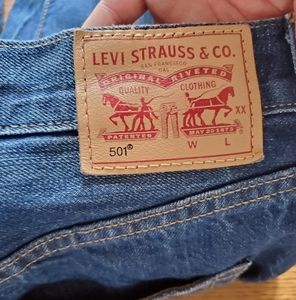 LEVI STRAUSS & CO.
SAN FRANCISCO
CAL
ORIGINAL RIVETED
QUALITY CLOTHING
XX
PATENTED MAY 20 1873
501®
W L